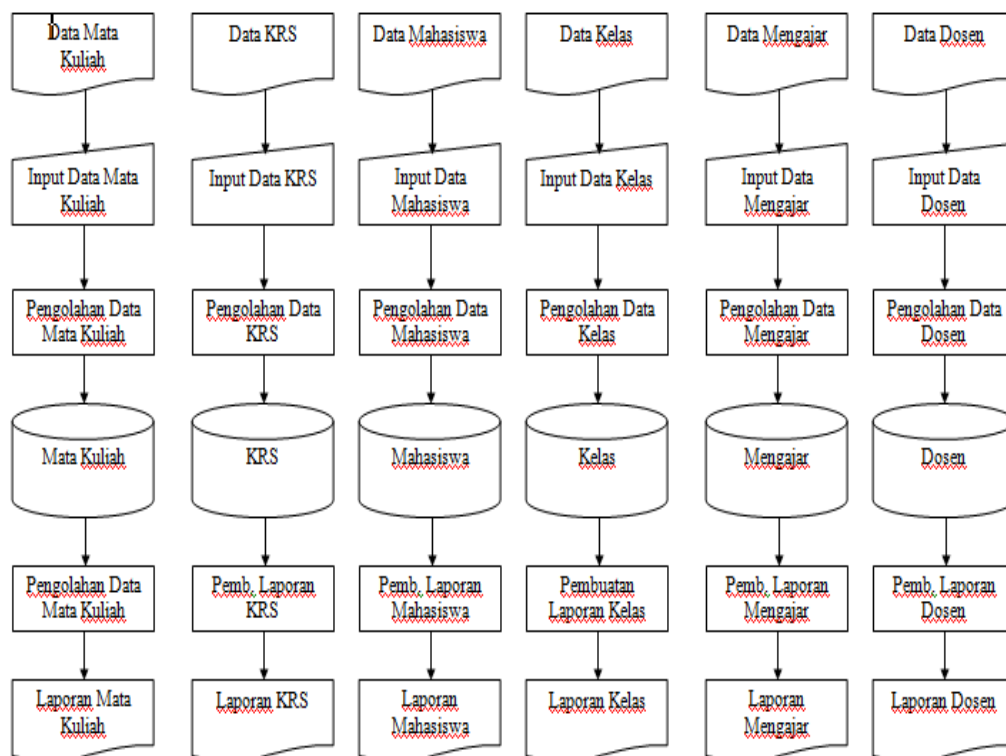 Data Mata
Kuliah
Data KRS
Data Mahasiswa
Data Kelas
Data Mengajar
Data Dosen
Input Data Mata
Kuliah
Input Data KRS
Input Data
Mahasiswa
Input Data Kelas
Input Data
Mengajar
Input Data
Dosen
Pengolahan Data
Mata Kuliah
Pengolahan Data
KRS
Pengolahan Data
Mahasiswa
Pengolahan Data
Kelas
Pengolahan Data
Mengajar
Pengolahan Data
Dosen
Mata Kuliah
KRS
Mahasiswa
Kelas
Mengajar
Dosen
Pengolahan Data
Mata Kuliah
Pemb. Laporan
KRS
Pemb. Laporan
Mahasiswa
Pembuatan
Laporan Kelas
Pemb. Laporan
Mengajar
Pemb. Laporan
Dosen
Laporan Mata
Kuliah
Laporan KRS
Laporan
Mahasiswa
Laporan Kelas
Laporan
Mengajar
Laporan Dosen